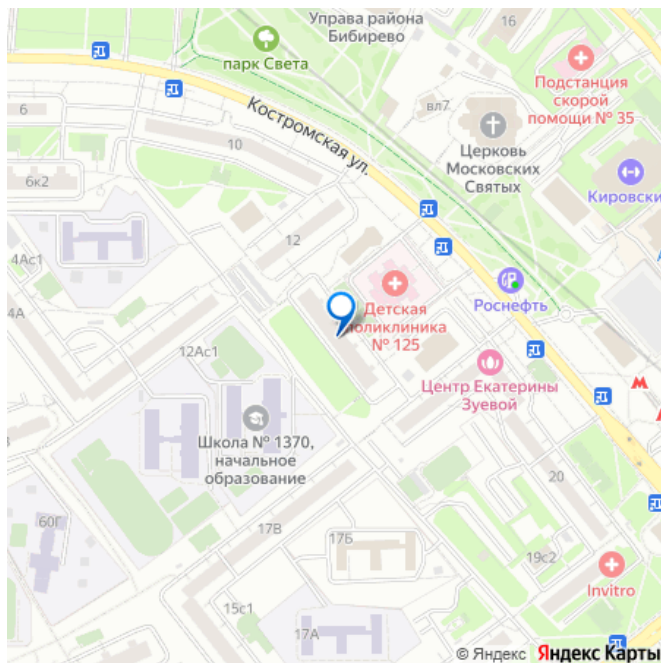 Управа района
Бибирево
16
парк Света
Подстанция
скорой
помощи № 35
вл7
6
Костромская ул.
10
Церковь
Московских
Святых
6к2
Кировски
12
4Ас1
Роснефть
4А
Детская
поликлиника
№ 125
12Ас1
Центр Екатерины
Зуевой
Школа № 1370,
начальное
образование
20
60Г
17В
17Б
19с2
Invitro
15с1
17А
© Яндекс Яндекс Карты